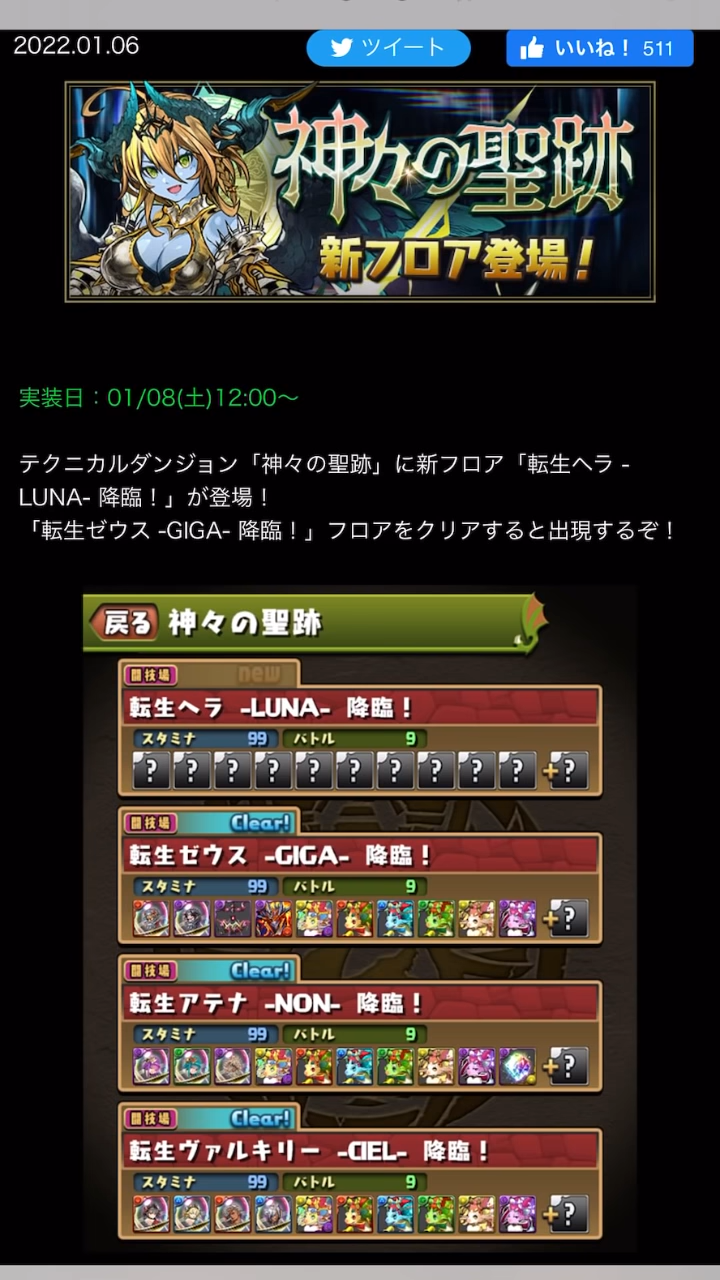 2022.01.06
ツイート
いいね！ 511
神々の聖跡
新フロア登場！
実装日：01/08(土)12:00～
テクニカルダンジョン「神々の聖跡」に新フロア「転生ヘラ -
LUNA- 降臨！」が登場！
「転生ゼウス -GIGA- 降臨！」フロアをクリアすると出現するぞ！
戻る 神々の聖跡
闘技場 new
転生ヘラ -LUNA- 降臨！
スタミナ 99 バトル 9
? ? ? ? ? ? ? ? ? ? +?
闘技場 Clear!
転生ゼウス -GIGA- 降臨！
スタミナ 99 バトル 9
+?
闘技場 Clear!
転生アテナ -NON- 降臨！
スタミナ 99 バトル 9
+?
闘技場 Clear!
転生ヴァルキリー -CIEL- 降臨！
スタミナ 99 バトル 9
+?